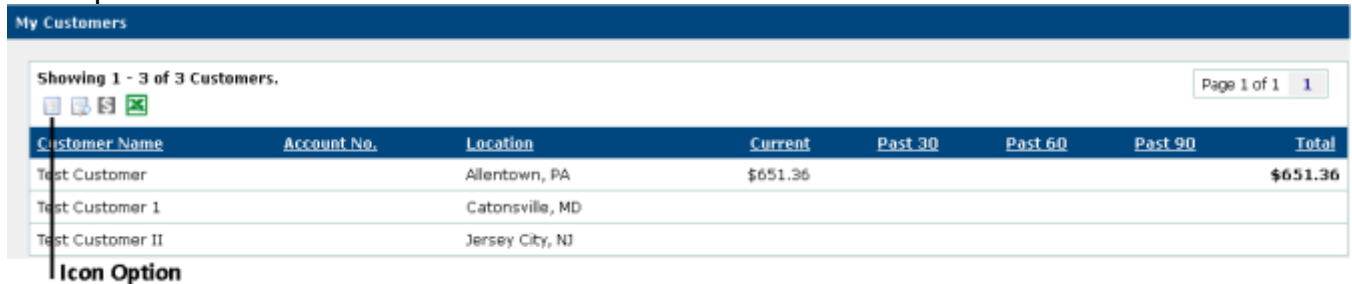 My Customers
Showing 1 - 3 of 3 Customers.
Page 1 of 1 1
Customer Name Account No. Location Current Past 30 Past 60 Past 90 Total
Test Customer Allentown, PA $651.36 $651.36
Test Customer 1 Catonsville, MD
Test Customer II Jersey City, NJ
Icon Option